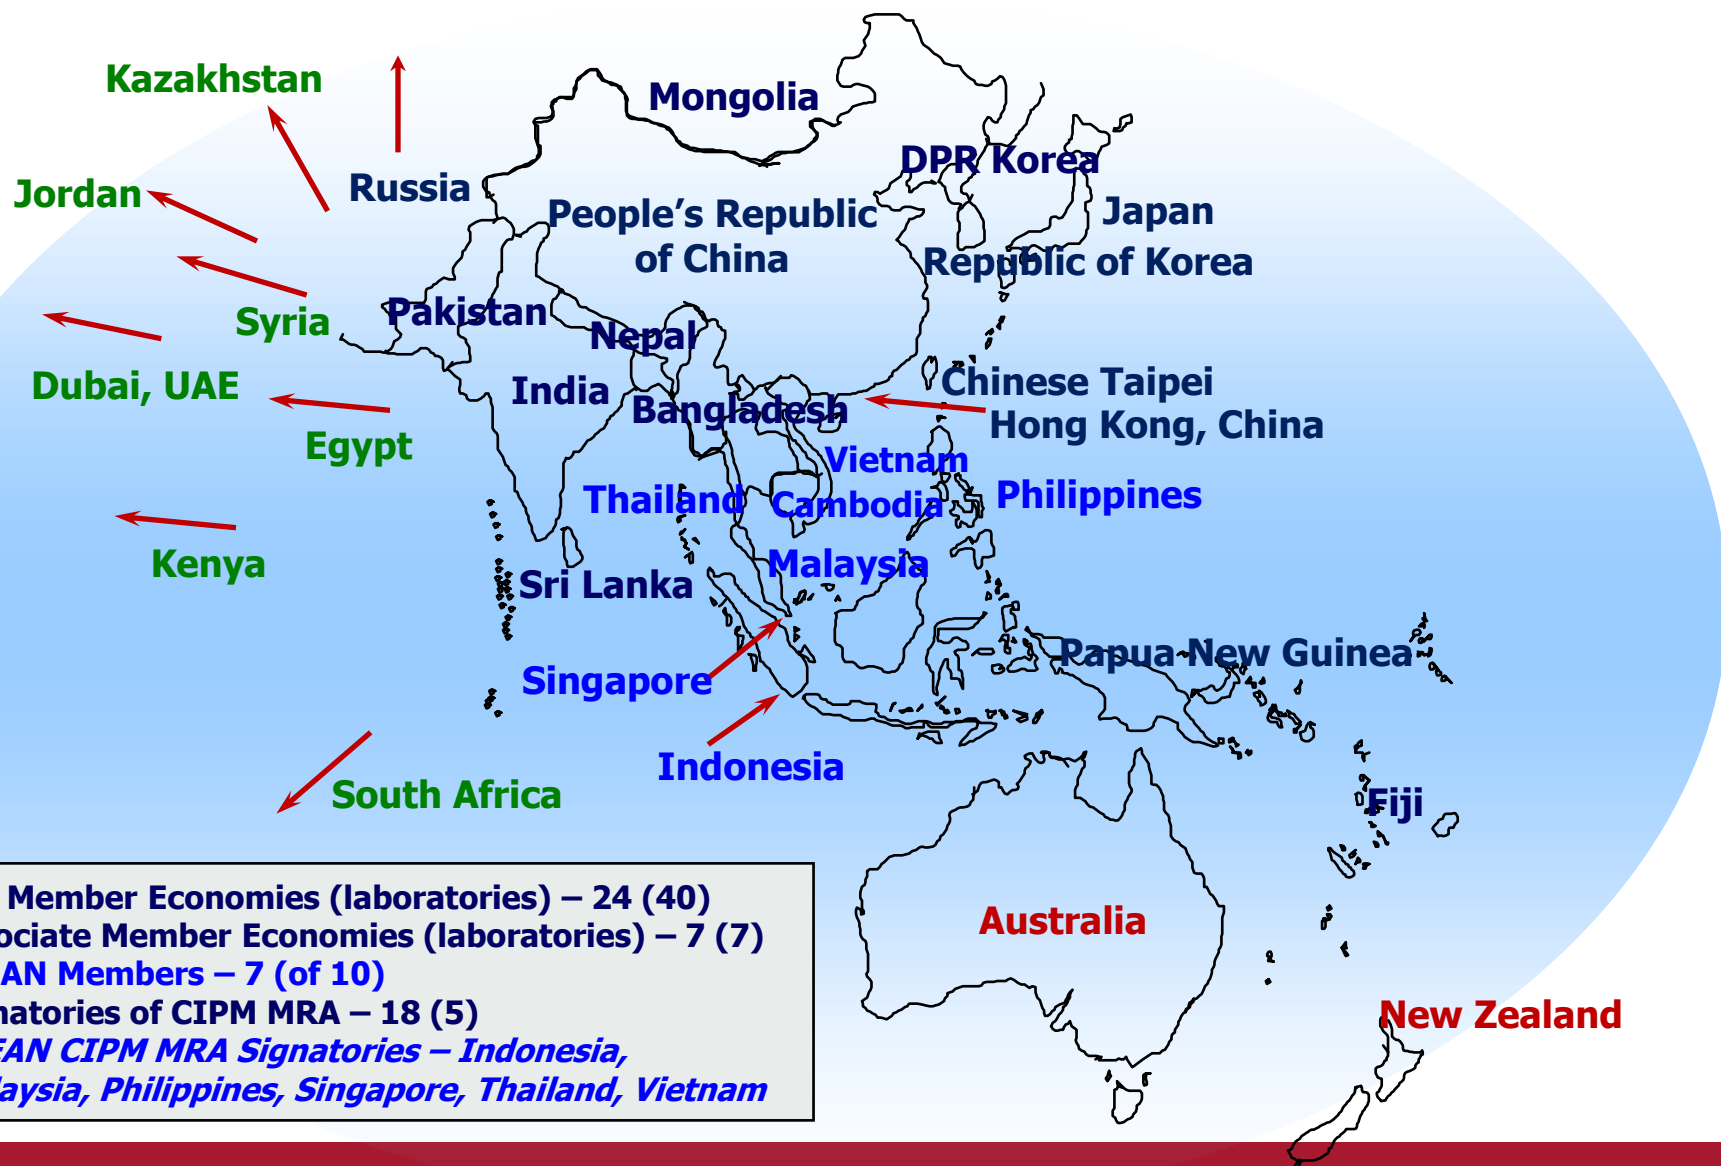 Kazakhstan
Mongolia
DPR Korea
Jordan
Russia
People’s Republic
of China
Japan
Republic of Korea
Pakistan
Syria
Nepal
Dubai, UAE
India
Bangladesh
Chinese Taipei
Hong Kong, China
Egypt
Vietnam
Thailand
Cambodia
Philippines
Kenya
Malaysia
Sri Lanka
Papua New Guinea
Singapore
Indonesia
South Africa
Fiji
Member Economies (laboratories) – 24 (40)
ociate Member Economies (laboratories) – 7 (7)
AN Members – 7 (of 10)
natories of CIPM MRA – 18 (5)
EAN CIPM MRA Signatories – Indonesia,
laysia, Philippines, Singapore, Thailand, Vietnam
Australia
New Zealand